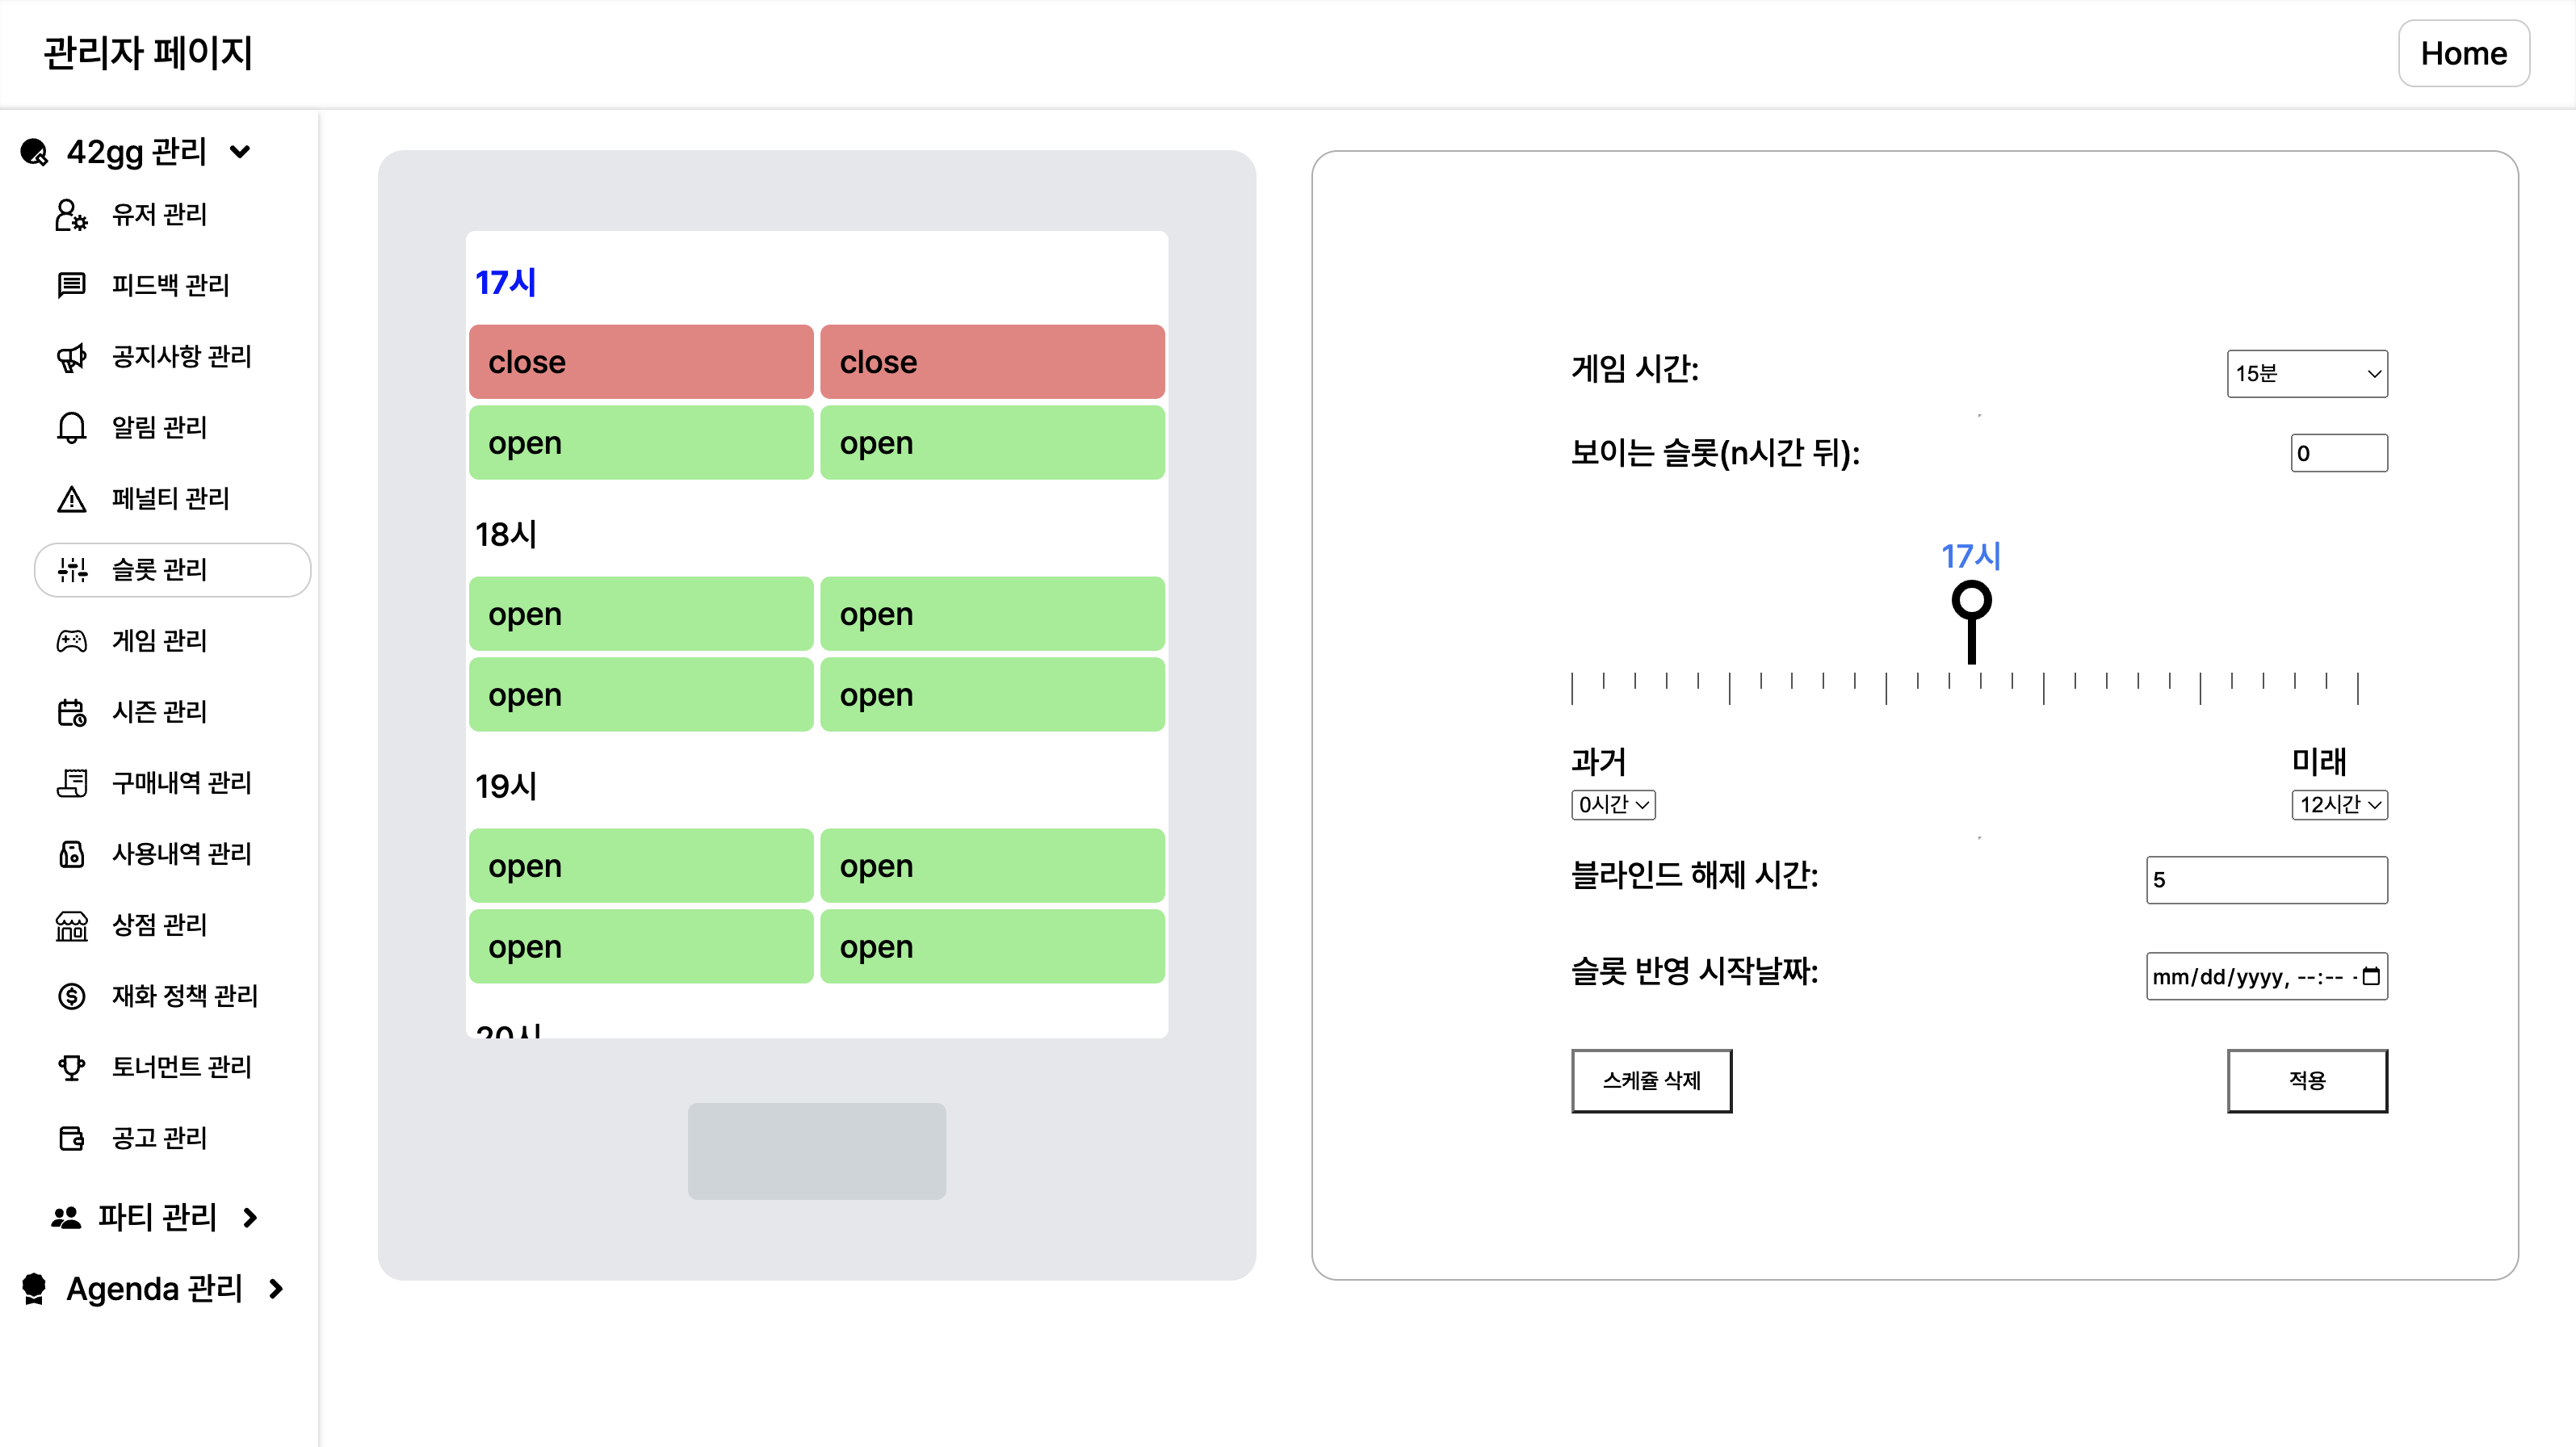 관리자 페이지
Home
42gg 관리
유저 관리
피드백 관리
공지사항 관리
알림 관리
페널티 관리
슬롯 관리
게임 관리
시즌 관리
구매내역 관리
사용내역 관리
상점 관리
재화 정책 관리
토너먼트 관리
공고 관리
파티 관리
Agenda 관리
17시
close close
open open
18시
open open
open open
19시
open open
open open
20시
게임 시간: 15분
보이는 슬롯(n시간 뒤): 0
17시
과거 미래
0시간 12시간
블라인드 해제 시간: 5
슬롯 반영 시작날짜: mm/dd/yyyy, --:-- -
스케쥴 삭제 적용